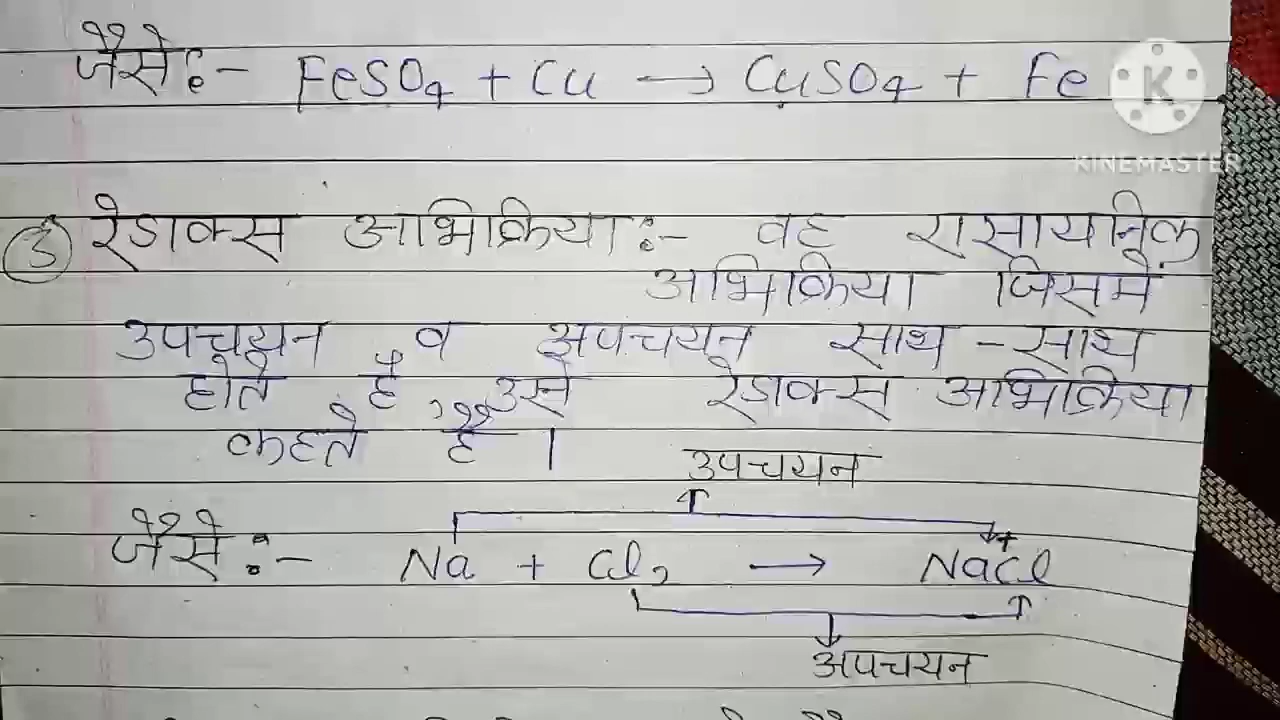 जैसे:- FeSO4 + Cu → CuSO4 + Fe
K
KINEMASTER
③ रेडाक्स अभिक्रिया:- वह रासायनिक
अभिक्रिया जिसमें
उपचयन व अपचयन साथ-साथ
होते है उसे रेडाक्स अभिक्रिया
कहते हैं।
उपचयन
जैसे:- Na + Cl2 → NaCl
अपचयन